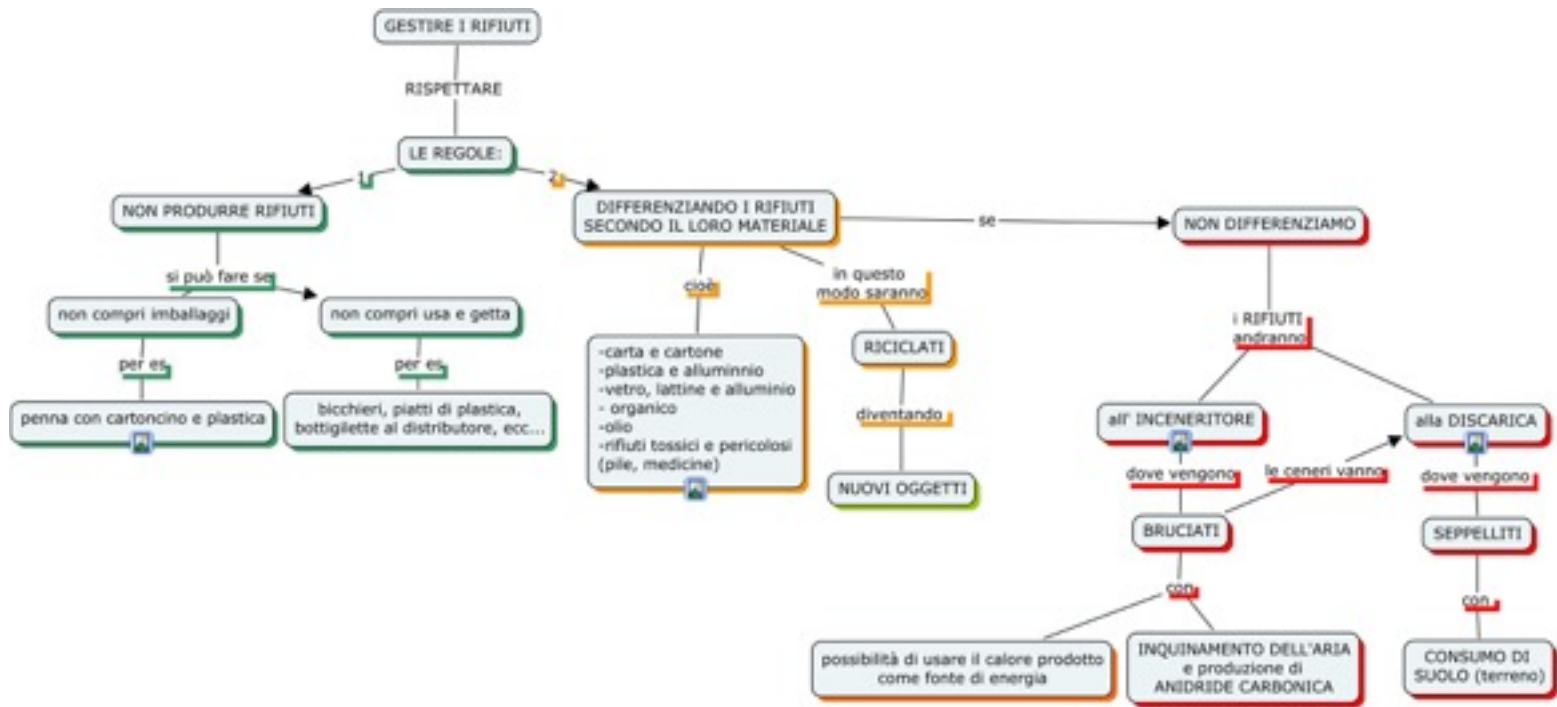 GESTIRE I RIFIUTI
RISPETTARE
LE REGOLE:
1
2
NON PRODURRE RIFIUTI
si può fare se
non compri imballaggi
per es
penna con cartoncino e plastica
non compri usa e getta
per es
bicchieri, piatti di plastica,
bottigilette al distributore, ecc...
DIFFERENZIANDO I RIFIUTI
SECONDO IL LORO MATERIALE
cioè
-carta e cartone
-plastica e alluminnio
-vetro, lattine e alluminio
- organico
-olio
-rifiuti tossici e pericolosi
(pile, medicine)
in questo
modo saranno
RICICLATI
diventando
NUOVI OGGETTI
se
NON DIFFERENZIAMO
i RIFIUTI
andranno
all' INCENERITORE
dove vengono
BRUCIATI
le ceneri vanno
con
possibilità di usare il calore prodotto
come fonte di energia
INQUINAMENTO DELL'ARIA
e produzione di
ANIDRIDE CARBONICA
alla DISCARICA
dove vengono
SEPPELLITI
con
CONSUMO DI
SUOLO (terreno)